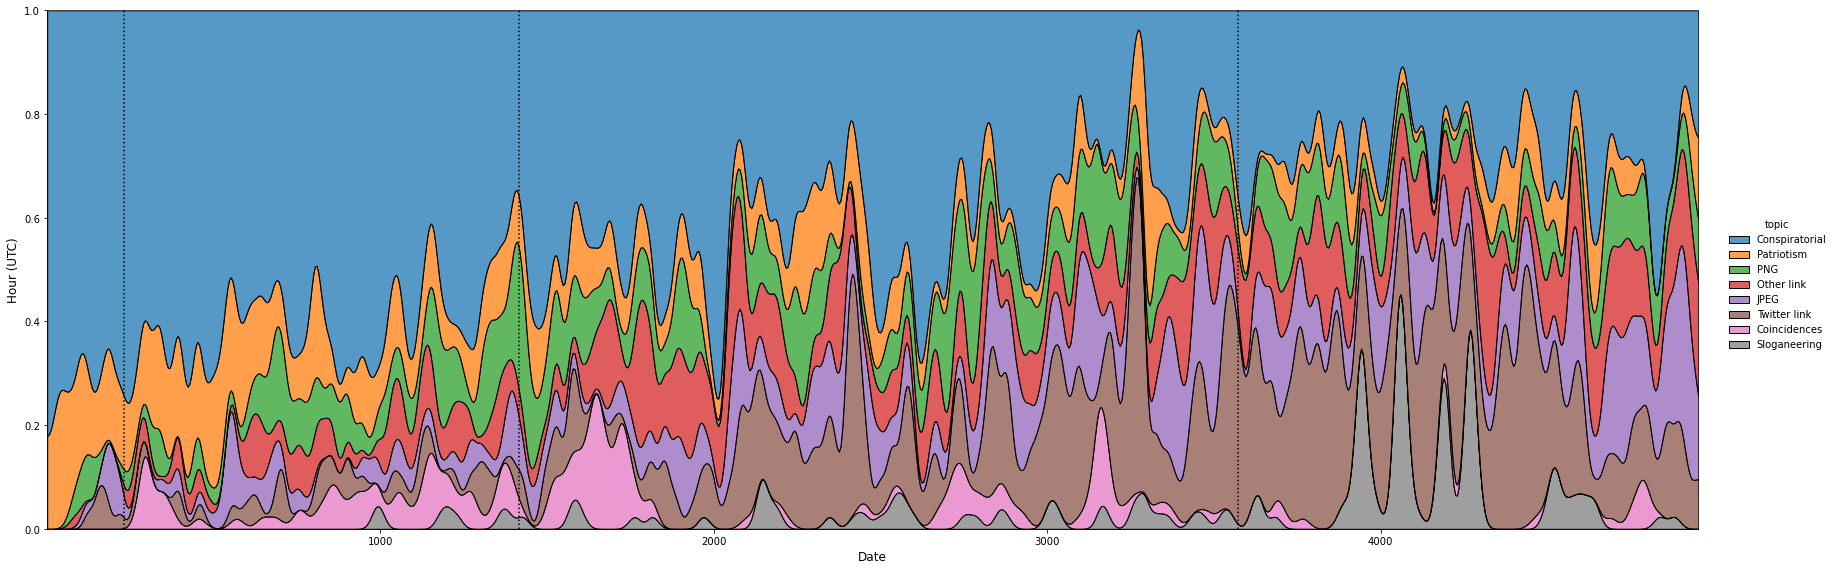 1.0
0.8
0.6
0.4
0.2
0.0
Hour (UTC)
1000
2000
3000
4000
Date
topic
Conspiratorial
Patriotism
PNG
Other link
JPEG
Twitter link
Coincidences
Sloganeering